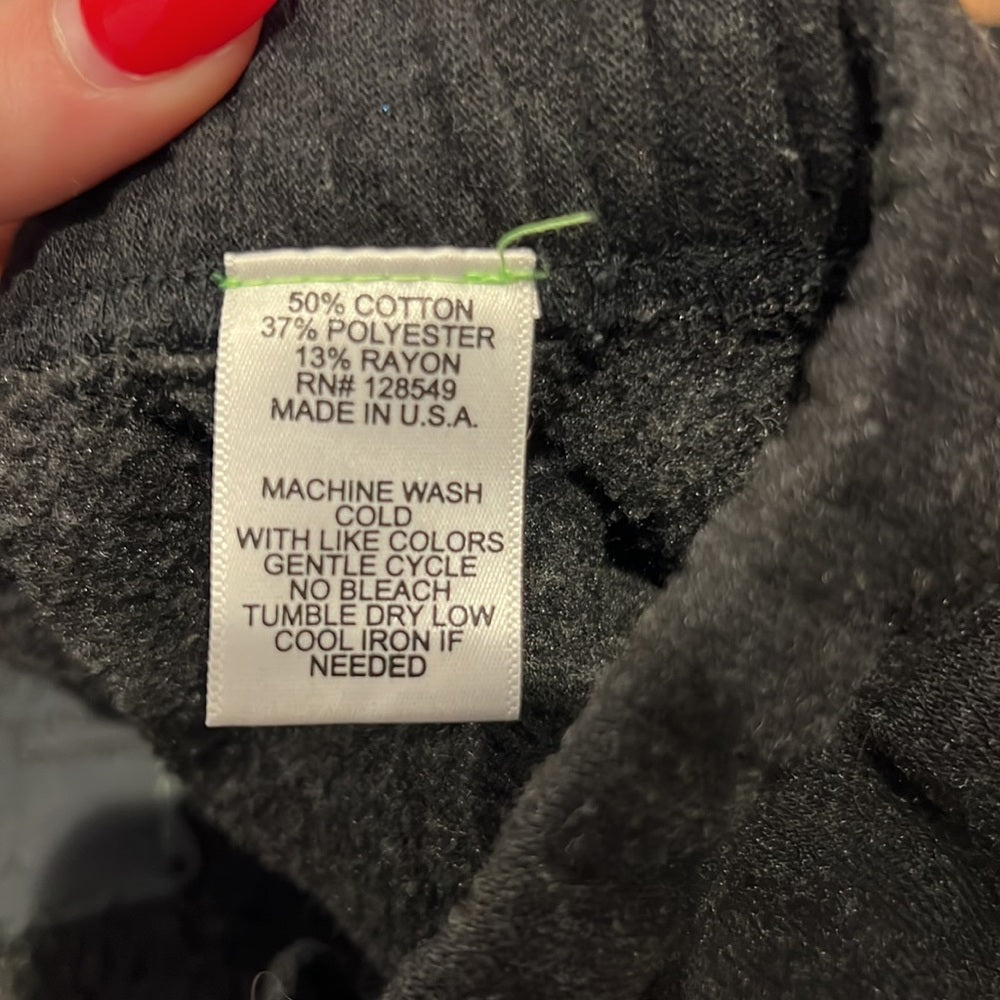 50% COTTON
37% POLYESTER
13% RAYON
RN# 128549
MADE IN U.S.A.
MACHINE WASH
COLD
WITH LIKE COLORS
GENTLE CYCLE
NO BLEACH
TUMBLE DRY LOW
COOL IRON IF
NEEDED